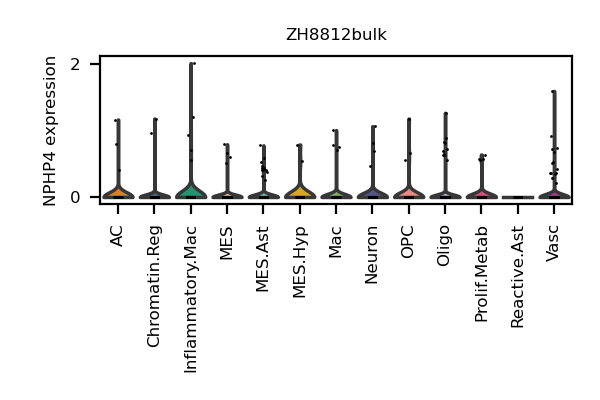 ZH8812bulk
NPHP4 expression
2
0
AC
Chromatin.Reg
Inflammatory.Mac
MES
MES.Ast
MES.Hyp
Mac
Neuron
OPC
Oligo
Prolif.Metab
Reactive.Ast
Vasc